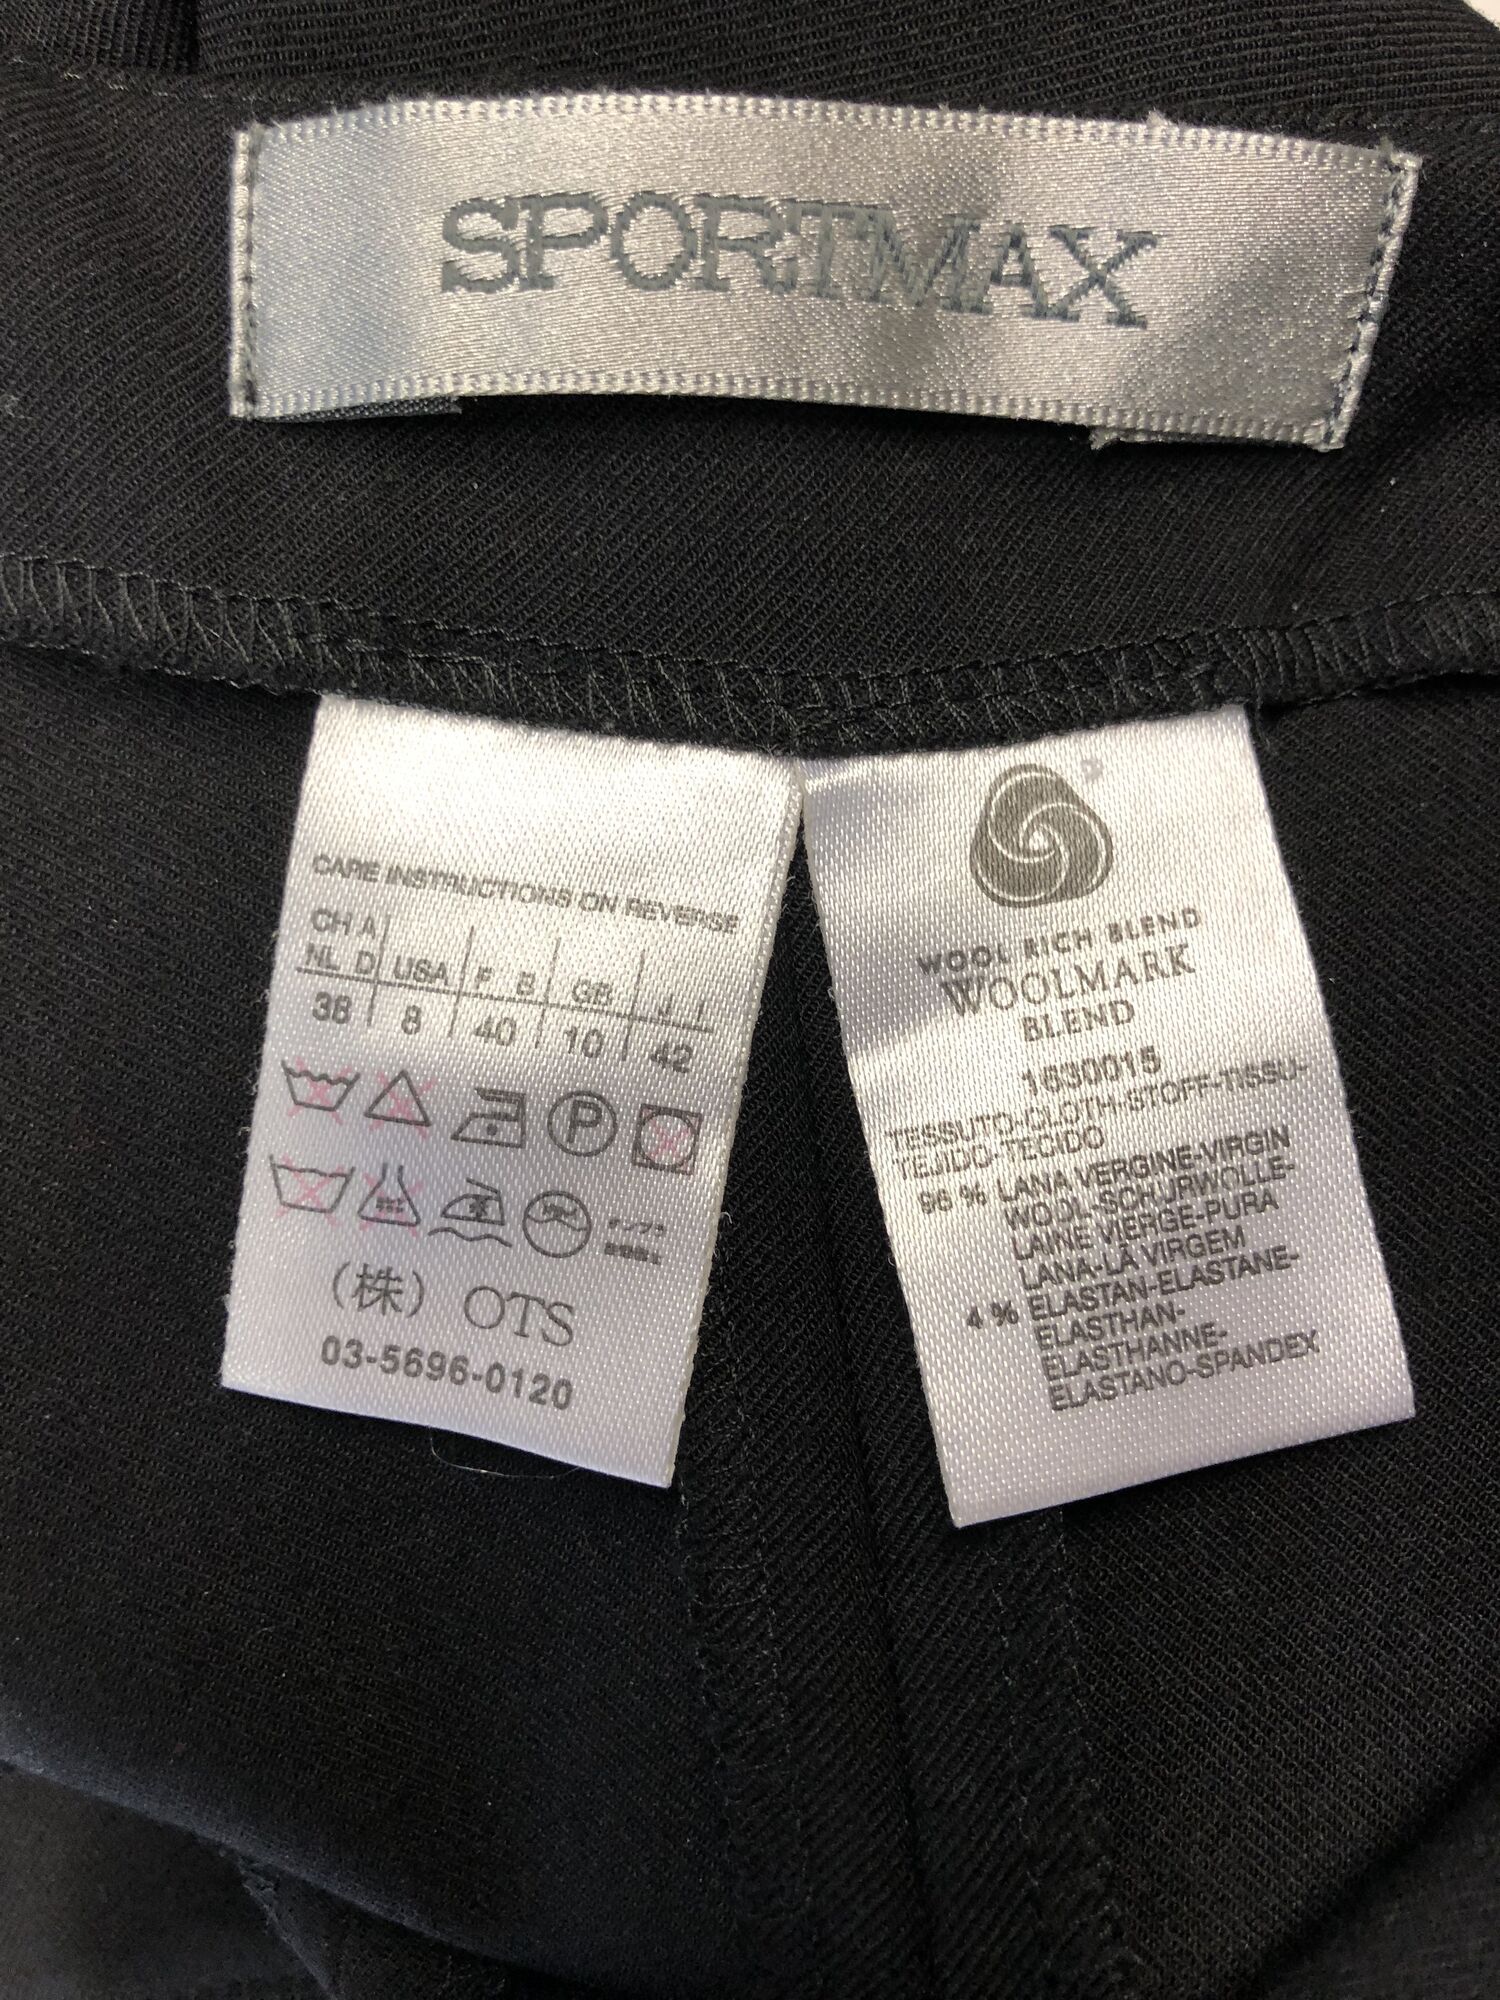 SPORTMAX
CARE INSTRUCTIONS ON REVERSE
CH A
NL D USA F B GB J I
38 8 40 10 42
P
(株) OTS
03-5696-0120
WOOL RICH BLEND
WOOLMARK
BLEND
1630015
TESSUTO-CLOTH-STOFF-TISSU-
TEJIDO-TECIDO
96 % LANA VERGINE-VIRGIN
WOOL-SCHURWOLLE-
LAINE VIERGE-PURA
LANA-LÃ VIRGEM
4 % ELASTAN-ELASTANE-
ELASTHAN-
ELASTHANNE-
ELASTANO-SPANDEX